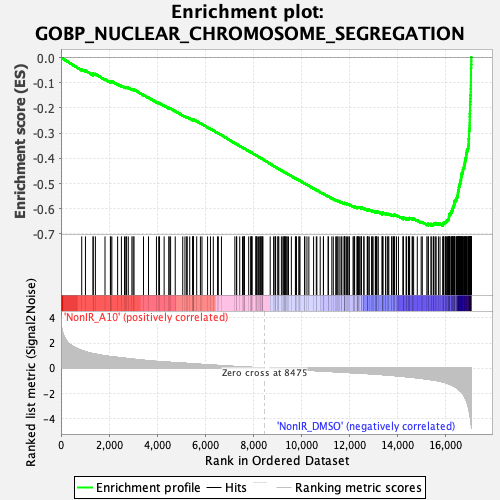 Enrichment plot:
GOBP_NUCLEAR_CHROMOSOME_SEGREGATION
Enrichment score (ES)
0.0
-0.1
-0.2
-0.3
-0.4
-0.5
-0.6
-0.7
'NonIR_A10' (positively correlated)
Ranked list metric (Signal2Noise)
4
2
0
-2
-4
Zero cross at 8475
'NonIR_DMSO' (negatively correlated)
0 2,000 4,000 6,000 8,000 10,000 12,000 14,000 16,000
Rank in Ordered Dataset
Enrichment profile Hits Ranking metric scores